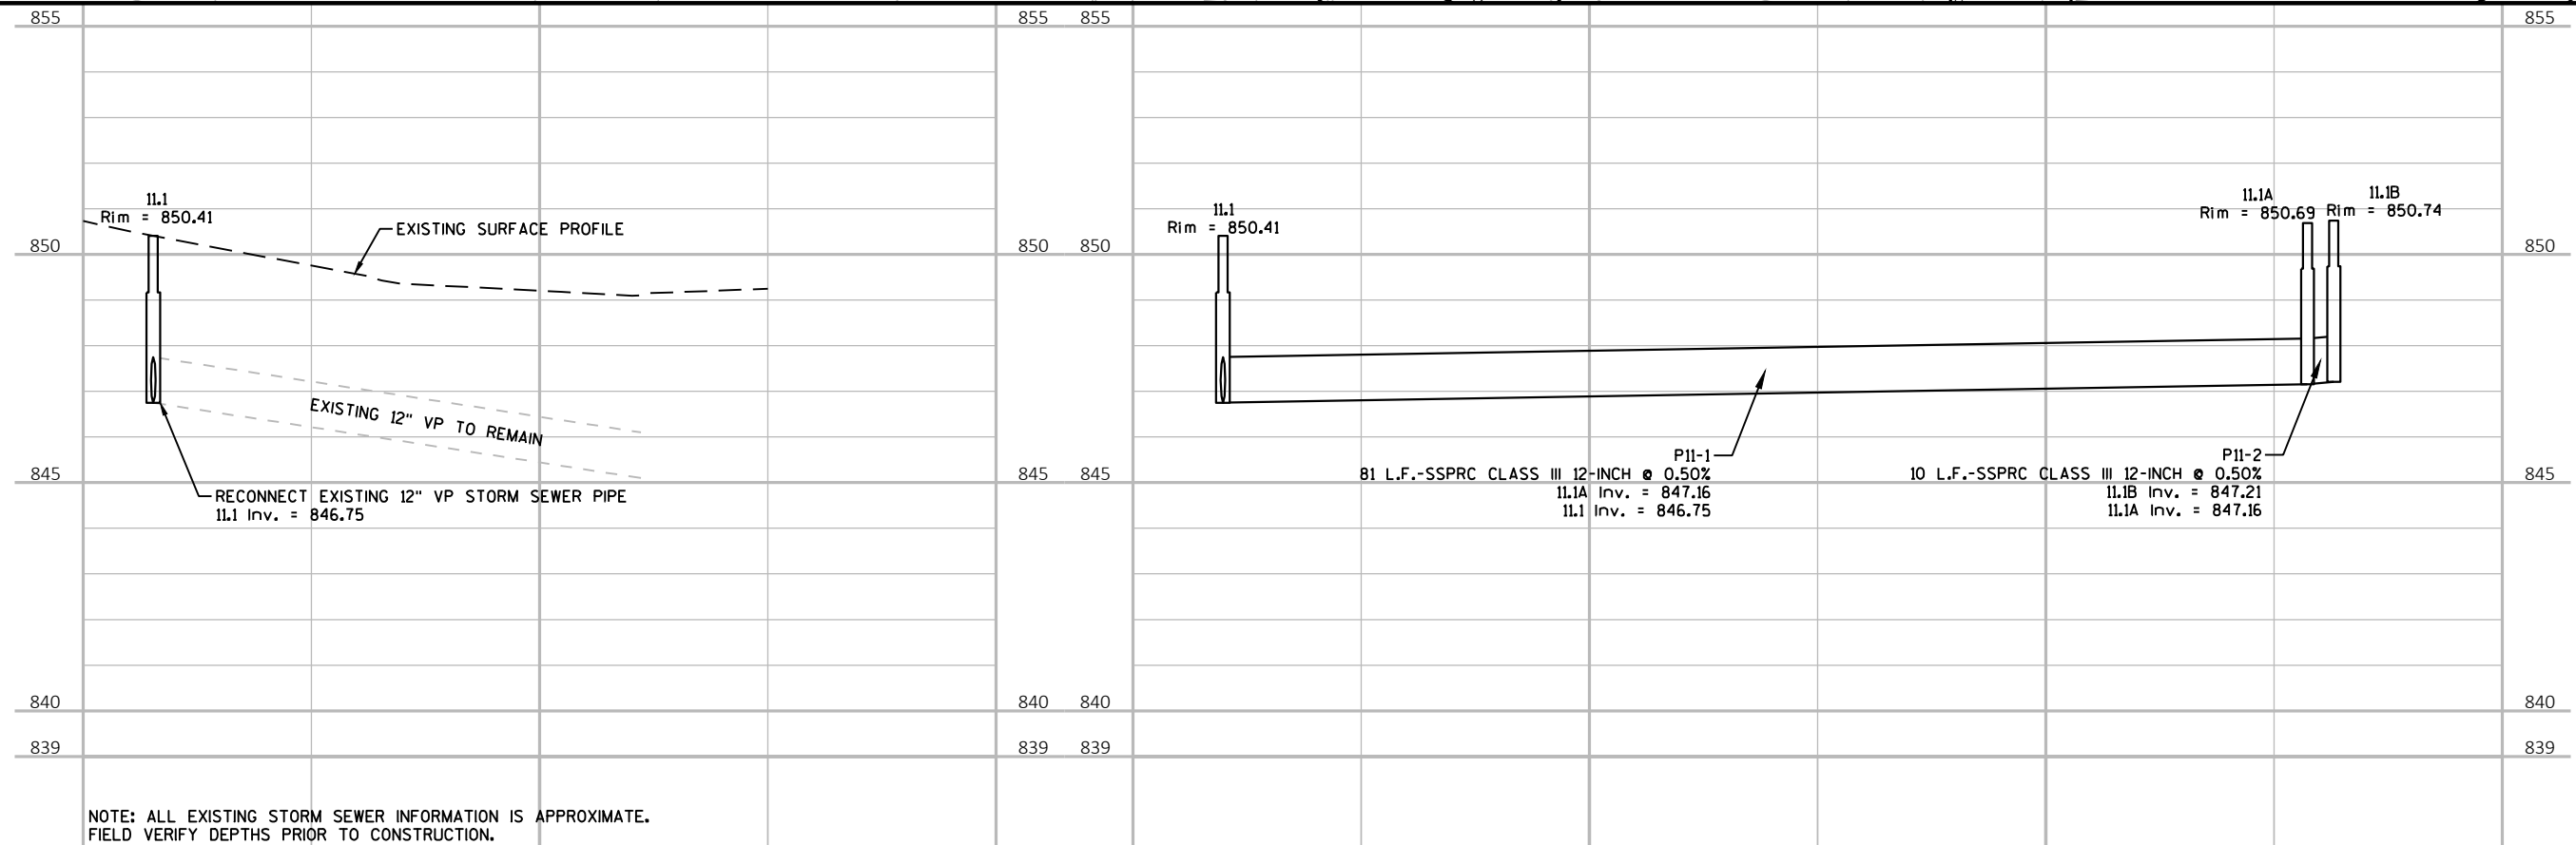 855
855
855
855
11.1
Rim = 850.41
EXISTING SURFACE PROFILE
11.1
Rim = 850.41
11.1A
Rim = 850.69
11.1B
Rim = 850.74
850
850
850
850
EXISTING 12" VP TO REMAIN
RECONNECT EXISTING 12" VP STORM SEWER PIPE
11.1 Inv. = 846.75
P11-1
81 L.F.-SSPRC CLASS III 12-INCH @ 0.50%
11.1A Inv. = 847.16
11.1 Inv. = 846.75
P11-2
10 L.F.-SSPRC CLASS III 12-INCH @ 0.50%
11.1B Inv. = 847.21
11.1A Inv. = 847.16
845
845
845
845
840
840
840
840
839
839
839
839
NOTE: ALL EXISTING STORM SEWER INFORMATION IS APPROXIMATE.
FIELD VERIFY DEPTHS PRIOR TO CONSTRUCTION.